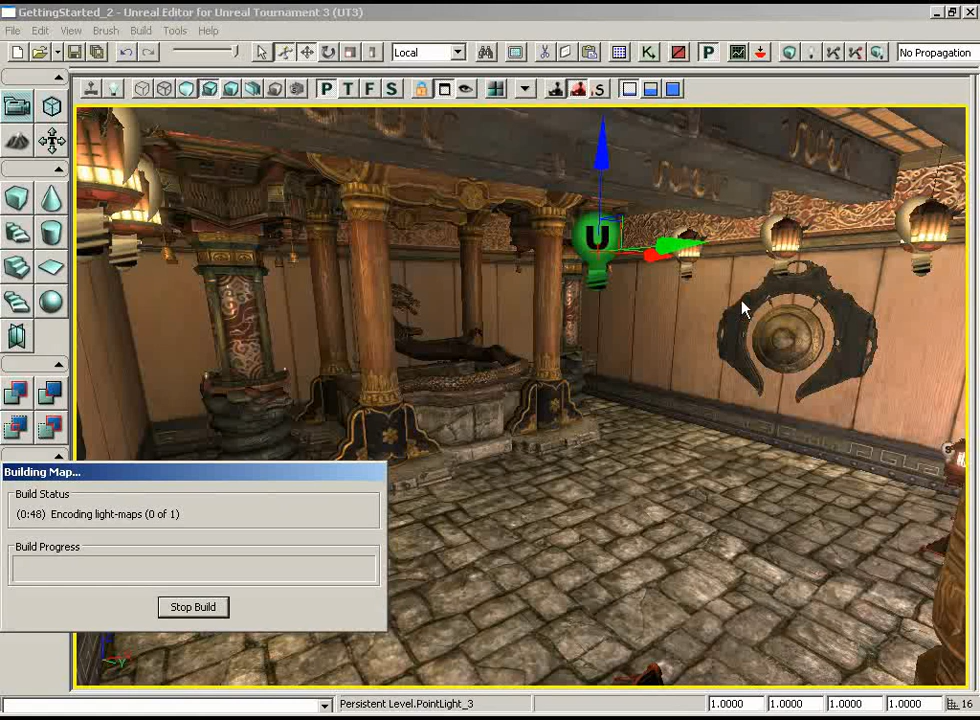 GettingStarted_2 - Unreal Editor for Unreal Tournament 3 (UT3)
File Edit View Brush Build Tools Help
Local
K
P
No Propagation
P T F S
S
U
Building Map...
Build Status
(0:48) Encoding light-maps (0 of 1)
Build Progress
Stop Build
Persistent Level.PointLight_3
1.0000 1.0000 1.0000 1.0000 16